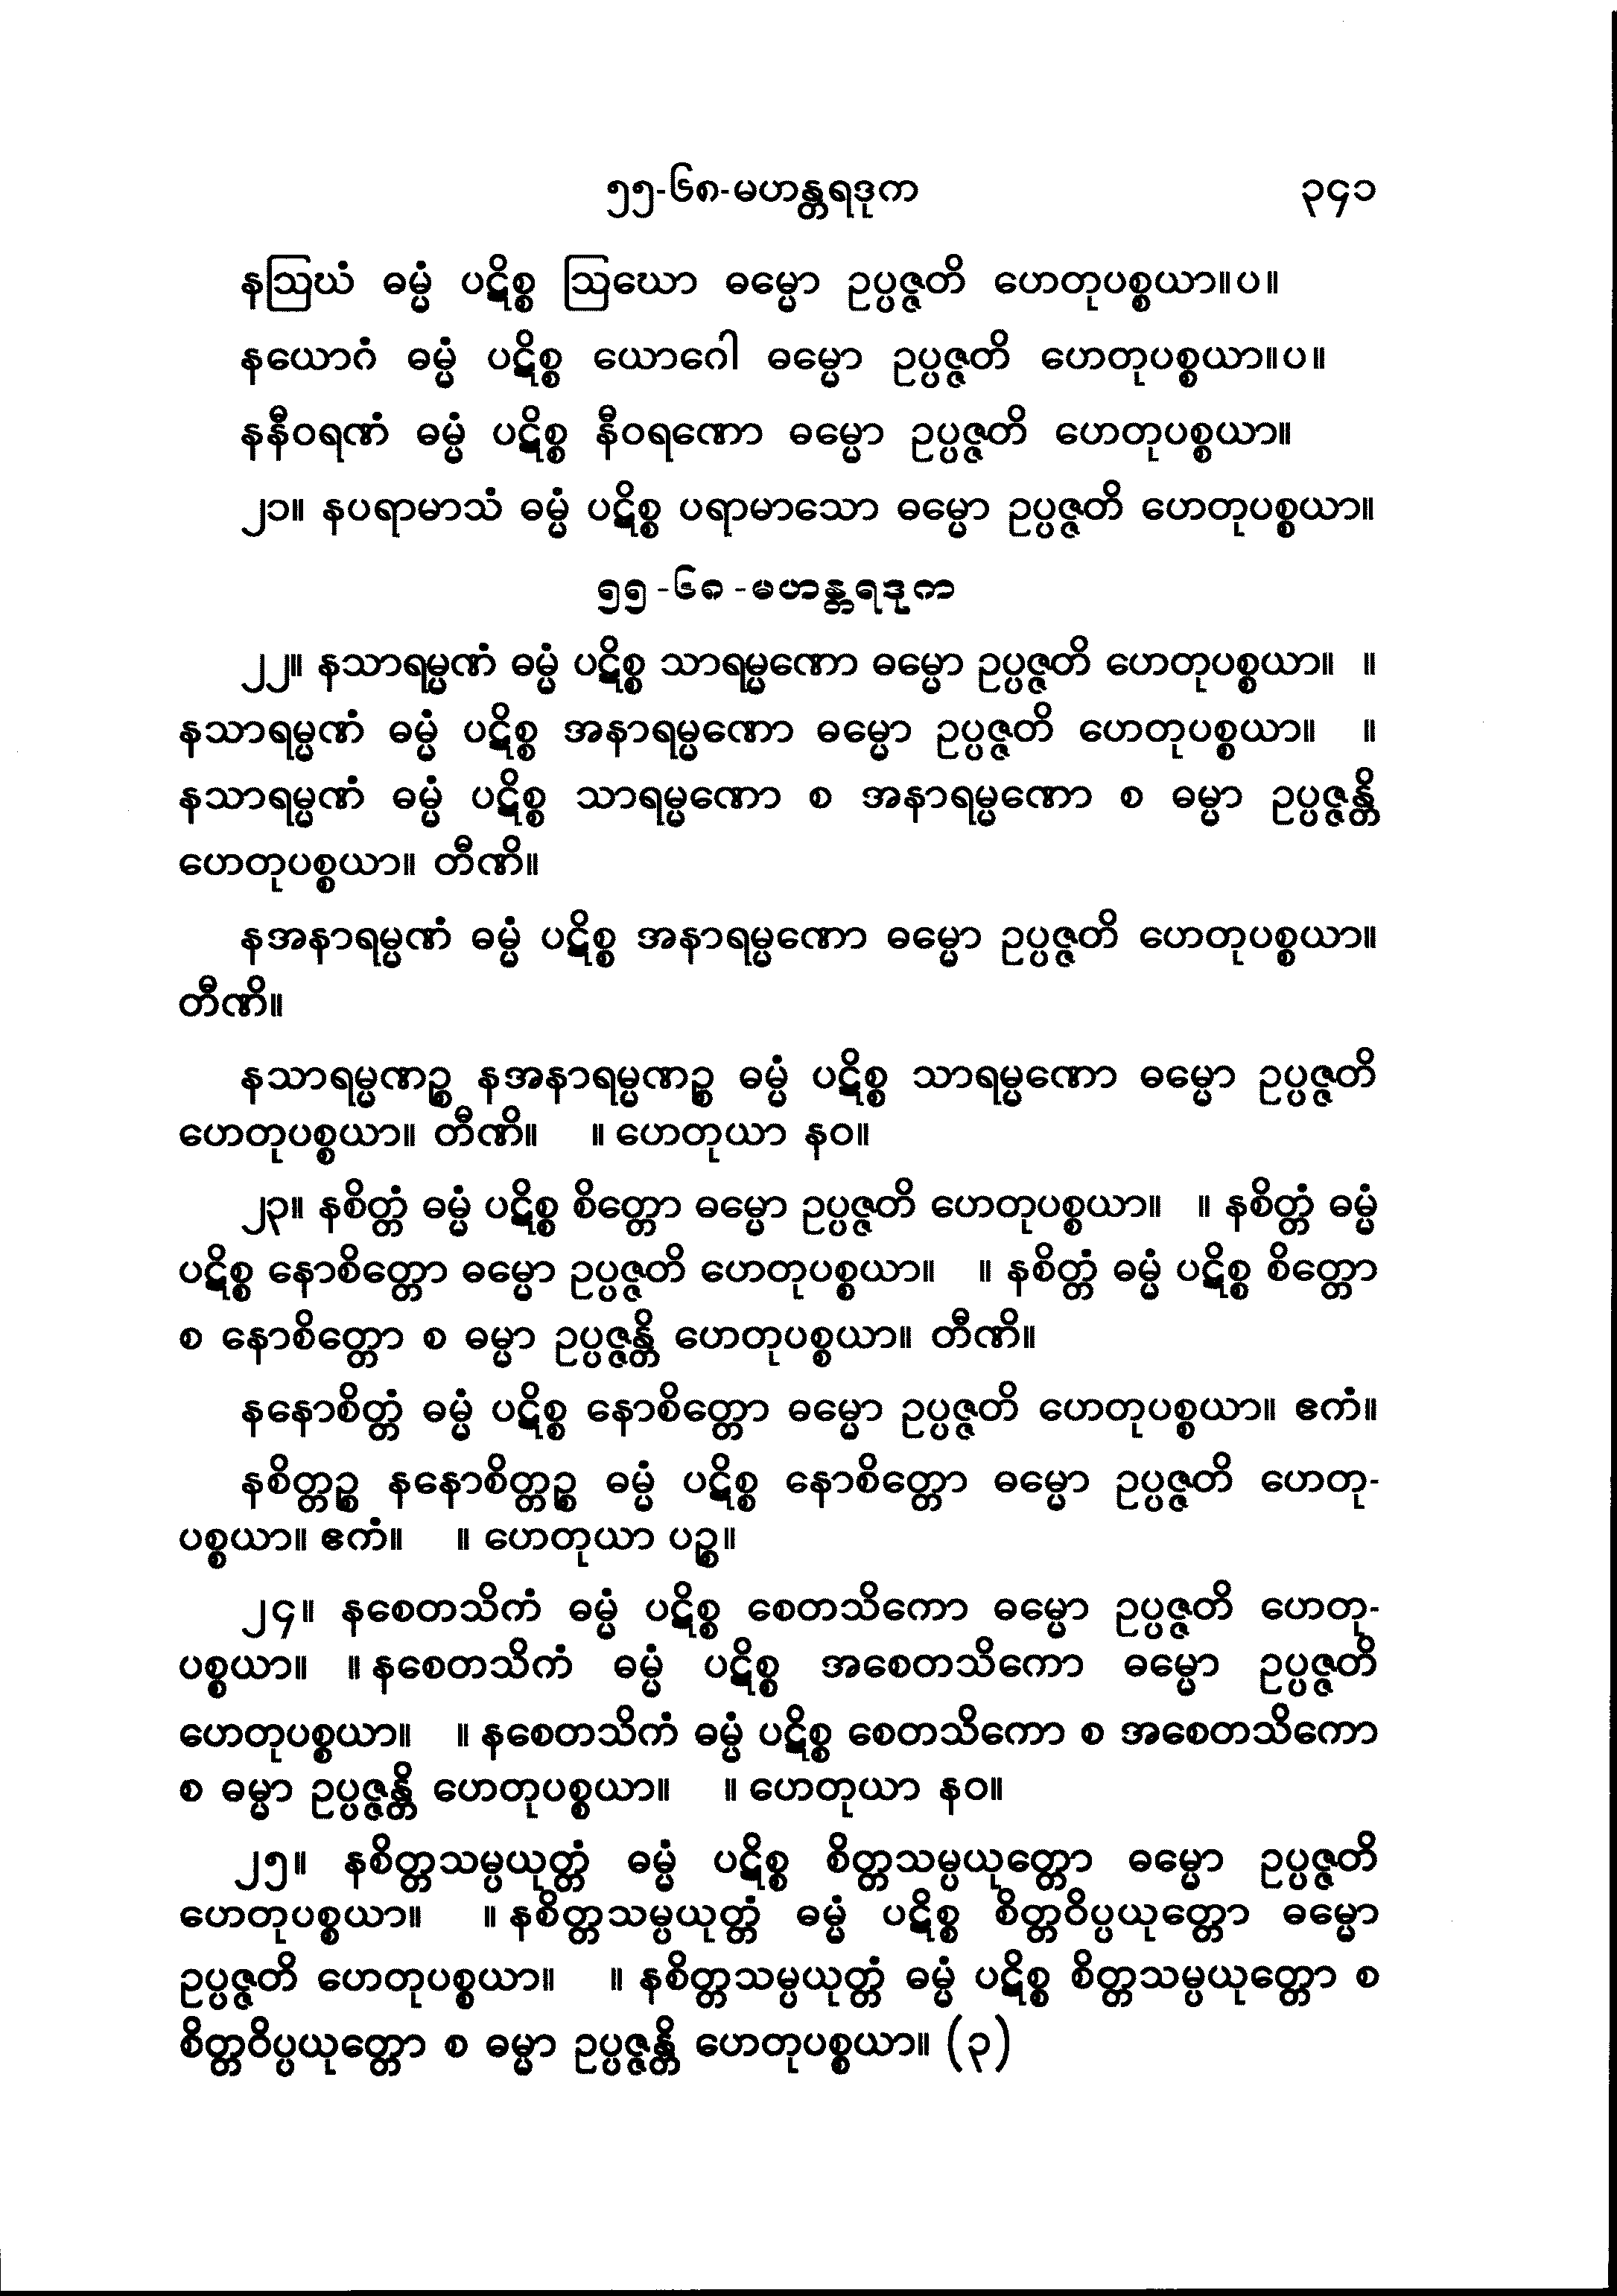 ၅၅-၆၈-မဟန္တရဒုက ၃၄၁
နဩဃံ ဓမ္မံ ပဋိစ္စ ဩဃော ဓမ္မော ဥပ္ပဇ္ဇတိ ဟေတုပစ္စယာ။ပ။
နယောဂံ ဓမ္မံ ပဋိစ္စ ယောဂေါ ဓမ္မော ဥပ္ပဇ္ဇတိ ဟေတုပစ္စယာ။ပ။
နနီဝရဏံ ဓမ္မံ ပဋိစ္စ နီဝရဏော ဓမ္မော ဥပ္ပဇ္ဇတိ ဟေတုပစ္စယာ။
၂၁။ နပရာမာသံ ဓမ္မံ ပဋိစ္စ ပရာမာသော ဓမ္မော ဥပ္ပဇ္ဇတိ ဟေတုပစ္စယာ။
၅၅-၆၈-မဟန္တရဒုက
၂၂။ နသာရမ္မဏံ ဓမ္မံ ပဋိစ္စ သာရမ္မဏော ဓမ္မော ဥပ္ပဇ္ဇတိ ဟေတုပစ္စယာ။ ။
နသာရမ္မဏံ ဓမ္မံ ပဋိစ္စ အနာရမ္မဏော ဓမ္မော ဥပ္ပဇ္ဇတိ ဟေတုပစ္စယာ။ ။
နသာရမ္မဏံ ဓမ္မံ ပဋိစ္စ သာရမ္မဏော စ အနာရမ္မဏော စ ဓမ္မာ ဥပ္ပဇ္ဇန္တိ
ဟေတုပစ္စယာ။ တီဏိ။
နအနာရမ္မဏံ ဓမ္မံ ပဋိစ္စ အနာရမ္မဏော ဓမ္မော ဥပ္ပဇ္ဇတိ ဟေတုပစ္စယာ။
တီဏိ။
နသာရမ္မဏဉ္စ နအနာရမ္မဏဉ္စ ဓမ္မံ ပဋိစ္စ သာရမ္မဏော ဓမ္မော ဥပ္ပဇ္ဇတိ
ဟေတုပစ္စယာ။ တီဏိ။ ။ ဟေတုယာ နဝ။
၂၃။ နစိတ္တံ ဓမ္မံ ပဋိစ္စ စိတ္တော ဓမ္မော ဥပ္ပဇ္ဇတိ ဟေတုပစ္စယာ။ ။ နစိတ္တံ ဓမ္မံ
ပဋိစ္စ နောစိတ္တော ဓမ္မော ဥပ္ပဇ္ဇတိ ဟေတုပစ္စယာ။ ။ နစိတ္တံ ဓမ္မံ ပဋိစ္စ စိတ္တော
စ နောစိတ္တော စ ဓမ္မာ ဥပ္ပဇ္ဇန္တိ ဟေတုပစ္စယာ။ တီဏိ။
နနောစိတ္တံ ဓမ္မံ ပဋိစ္စ နောစိတ္တော ဓမ္မော ဥပ္ပဇ္ဇတိ ဟေတုပစ္စယာ။ ဧကံ။
နစိတ္တဉ္စ နနောစိတ္တဉ္စ ဓမ္မံ ပဋိစ္စ နောစိတ္တော ဓမ္မော ဥပ္ပဇ္ဇတိ ဟေတု-
ပစ္စယာ။ ဧကံ။ ။ ဟေတုယာ ပဉ္စ။
၂၄။ နစေတသိကံ ဓမ္မံ ပဋိစ္စ စေတသိကော ဓမ္မော ဥပ္ပဇ္ဇတိ ဟေတု-
ပစ္စယာ။ ။ နစေတသိကံ ဓမ္မံ ပဋိစ္စ အစေတသိကော ဓမ္မော ဥပ္ပဇ္ဇတိ
ဟေတုပစ္စယာ။ ။ နစေတသိကံ ဓမ္မံ ပဋိစ္စ စေတသိကော စ အစေတသိကော
စ ဓမ္မာ ဥပ္ပဇ္ဇန္တိ ဟေတုပစ္စယာ။ ။ ဟေတုယာ နဝ။
၂၅။ နစိတ္တသမ္ပယုတ္တံ ဓမ္မံ ပဋိစ္စ စိတ္တသမ္ပယုတ္တော ဓမ္မော ဥပ္ပဇ္ဇတိ
ဟေတုပစ္စယာ။ ။ နစိတ္တသမ္ပယုတ္တံ ဓမ္မံ ပဋိစ္စ စိတ္တဝိပ္ပယုတ္တော ဓမ္မော
ဥပ္ပဇ္ဇတိ ဟေတုပစ္စယာ။ ။ နစိတ္တသမ္ပယုတ္တံ ဓမ္မံ ပဋိစ္စ စိတ္တသမ္ပယုတ္တော စ
စိတ္တဝိပ္ပယုတ္တော စ ဓမ္မာ ဥပ္ပဇ္ဇန္တိ ဟေတုပစ္စယာ။ (၃)